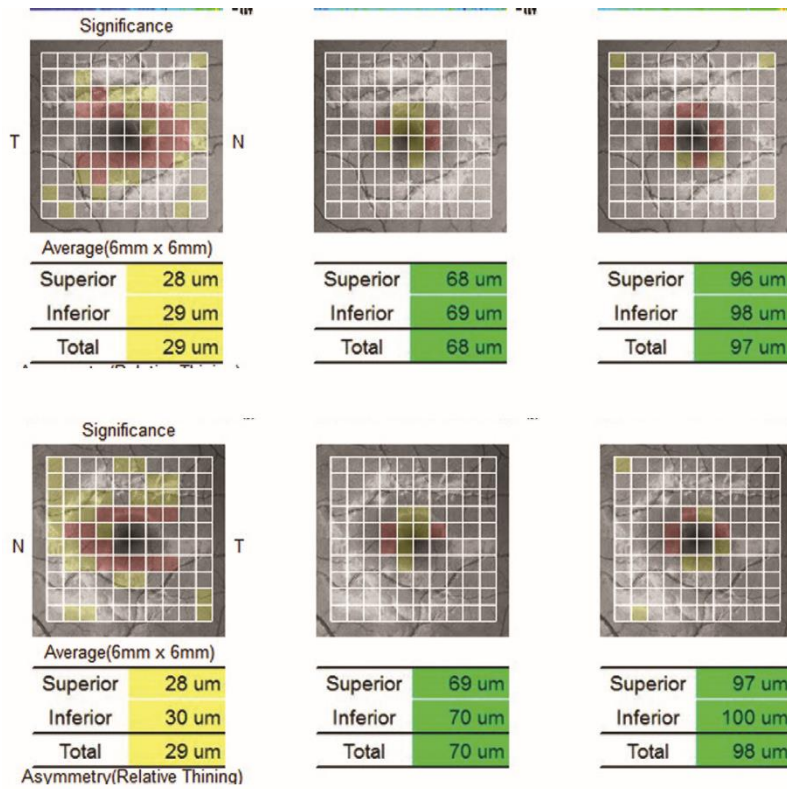 Significance
T
N
Average(6mm x 6mm)
Superior 28 um
Inferior 29 um
Total 29 um
Superior 68 um
Inferior 69 um
Total 68 um
Superior 96 um
Inferior 98 um
Total 97 um
Significance
N
T
Average(6mm x 6mm)
Superior 28 um
Inferior 30 um
Total 29 um
Asymmetry(Relative Thining)
Superior 69 um
Inferior 70 um
Total 70 um
Superior 97 um
Inferior 100 um
Total 98 um